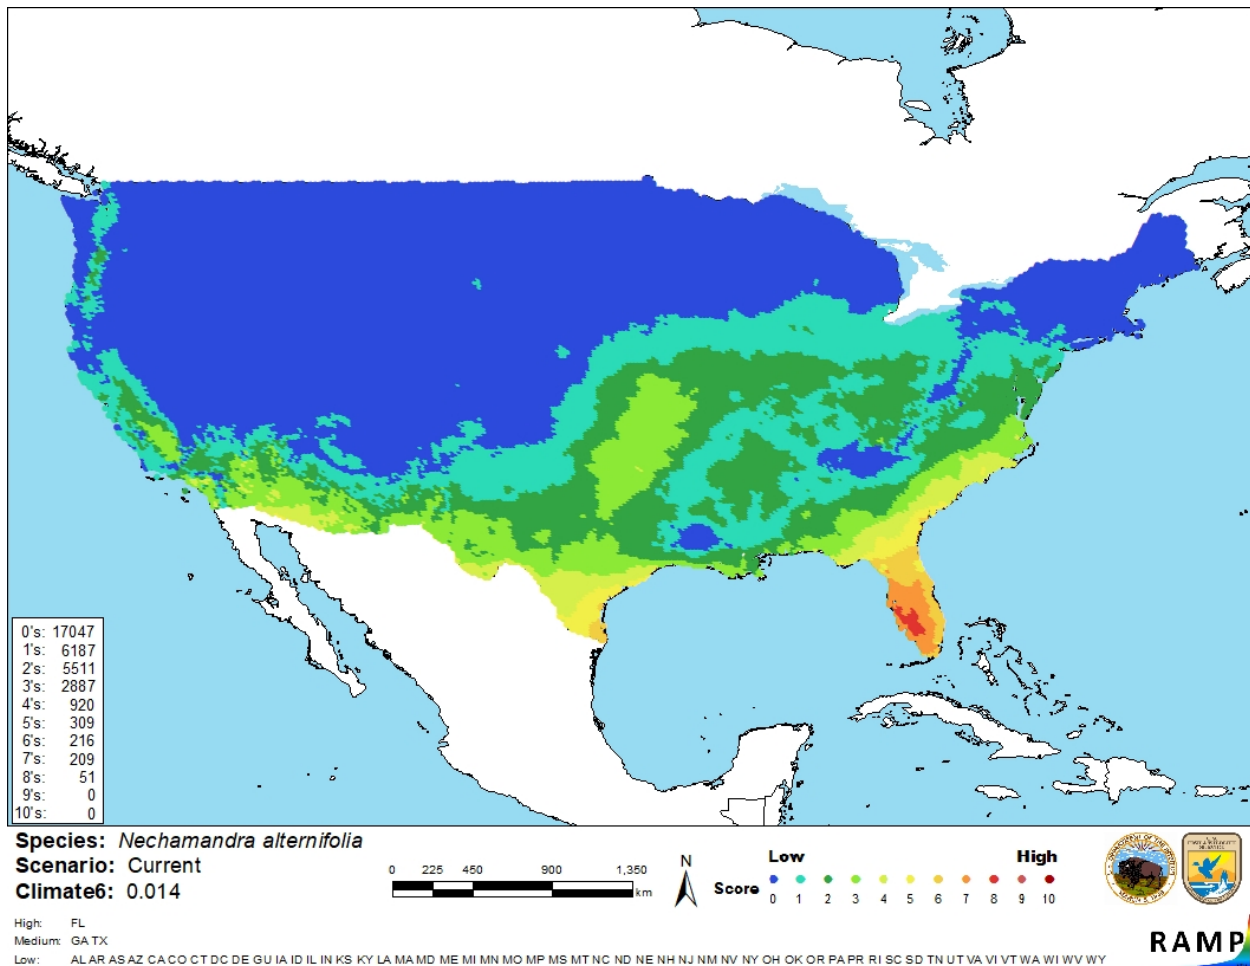 0's: 17047
1's: 6187
2's: 5511
3's: 2887
4's: 920
5's: 309
6's: 216
7's: 209
8's: 51
9's: 0
10's: 0
Species: Nechamandra alternifolia
Scenario: Current
Climate6: 0.014
0 225 450 900 1,350
km
N
Low High
Score
0 1 2 3 4 5 6 7 8 9 10
High: FL
Medium: GA TX
Low: AL AR AS AZ CA CO CT DC DE GU IA ID IL IN KS KY LA MA MD ME MI MN MO MP MS MT NC ND NE NH NJ NM NV NY OH OK OR PA PR RI SC SD TN UT VA VI VT WA WI WV WY
RAMP